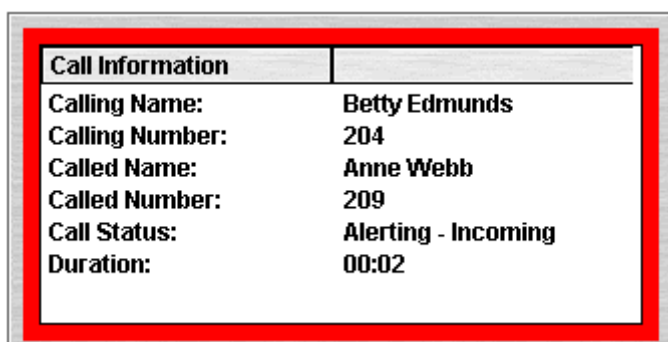 Call Information
Calling Name: Betty Edmunds
Calling Number: 204
Called Name: Anne Webb
Called Number: 209
Call Status: Alerting - Incoming
Duration: 00:02